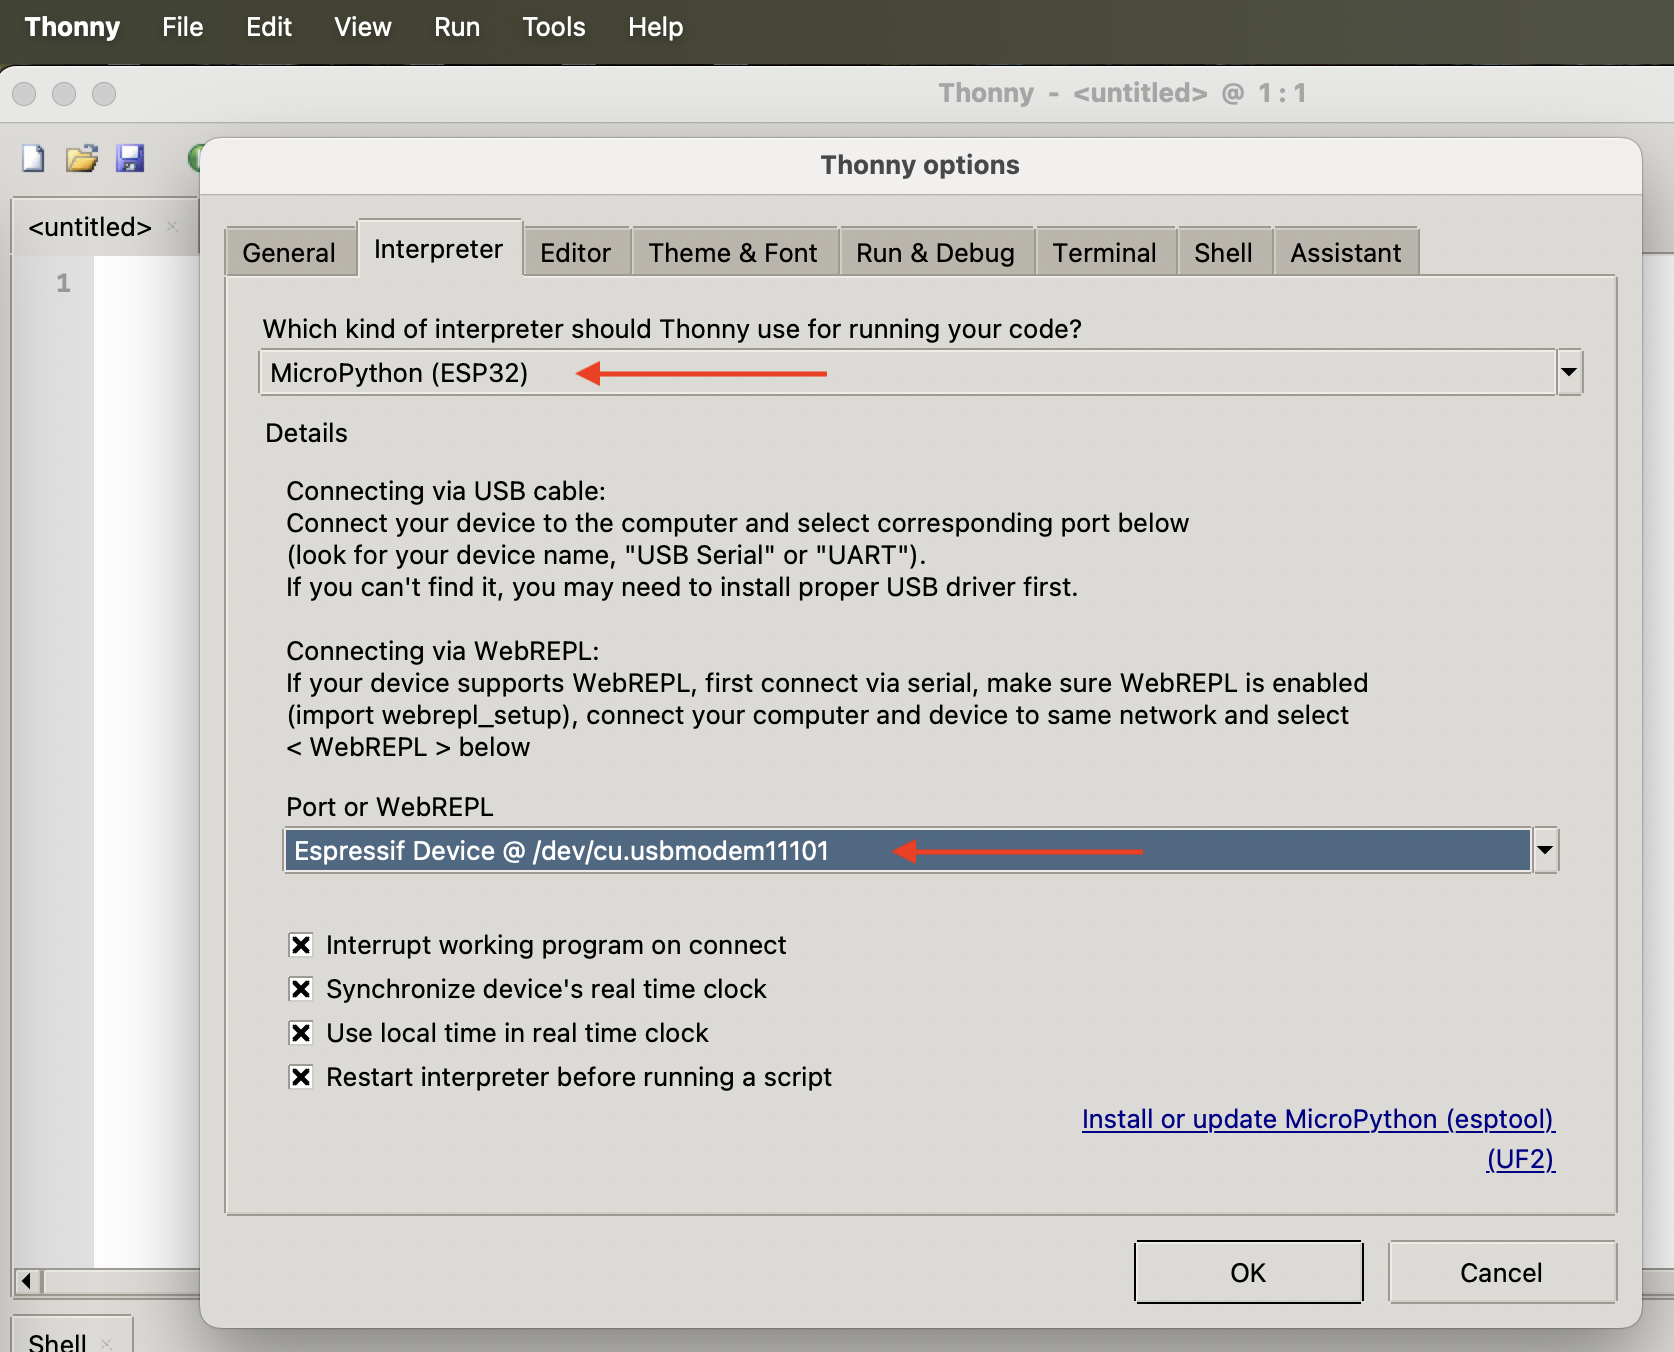 Thonny File Edit View Run Tools Help
Thonny - <untitled> @ 1:1
Thonny options
<untitled>
General Interpreter Editor Theme & Font Run & Debug Terminal Shell Assistant
1
Which kind of interpreter should Thonny use for running your code?
MicroPython (ESP32)
Details
Connecting via USB cable:
Connect your device to the computer and select corresponding port below
(look for your device name, "USB Serial" or "UART").
If you can't find it, you may need to install proper USB driver first.
Connecting via WebREPL:
If your device supports WebREPL, first connect via serial, make sure WebREPL is enabled
(import webrepl_setup), connect your computer and device to same network and select
< WebREPL > below
Port or WebREPL
Espressif Device @ /dev/cu.usbmodem11101
Interrupt working program on connect
Synchronize device's real time clock
Use local time in real time clock
Restart interpreter before running a script
Install or update MicroPython (esptool)
(UF2)
OK Cancel
Shell